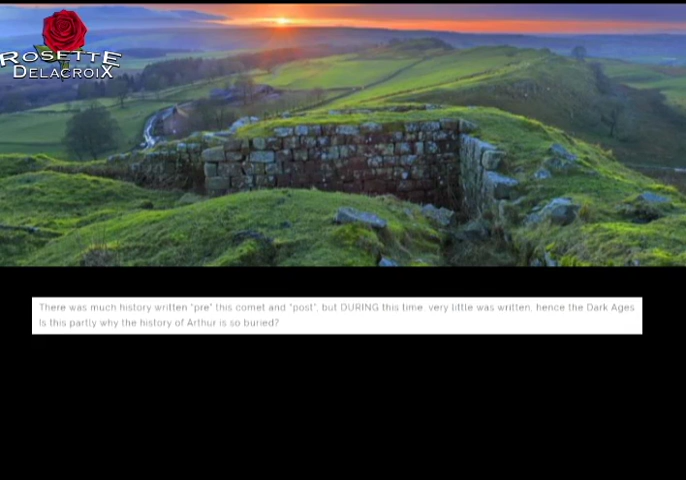 ROSETTE
DELACROIX
There was much history written "pre" this comet and "post", but DURING this time, very little was written, hence the Dark Ages.
Is this partly why the history of Arthur is so buried?